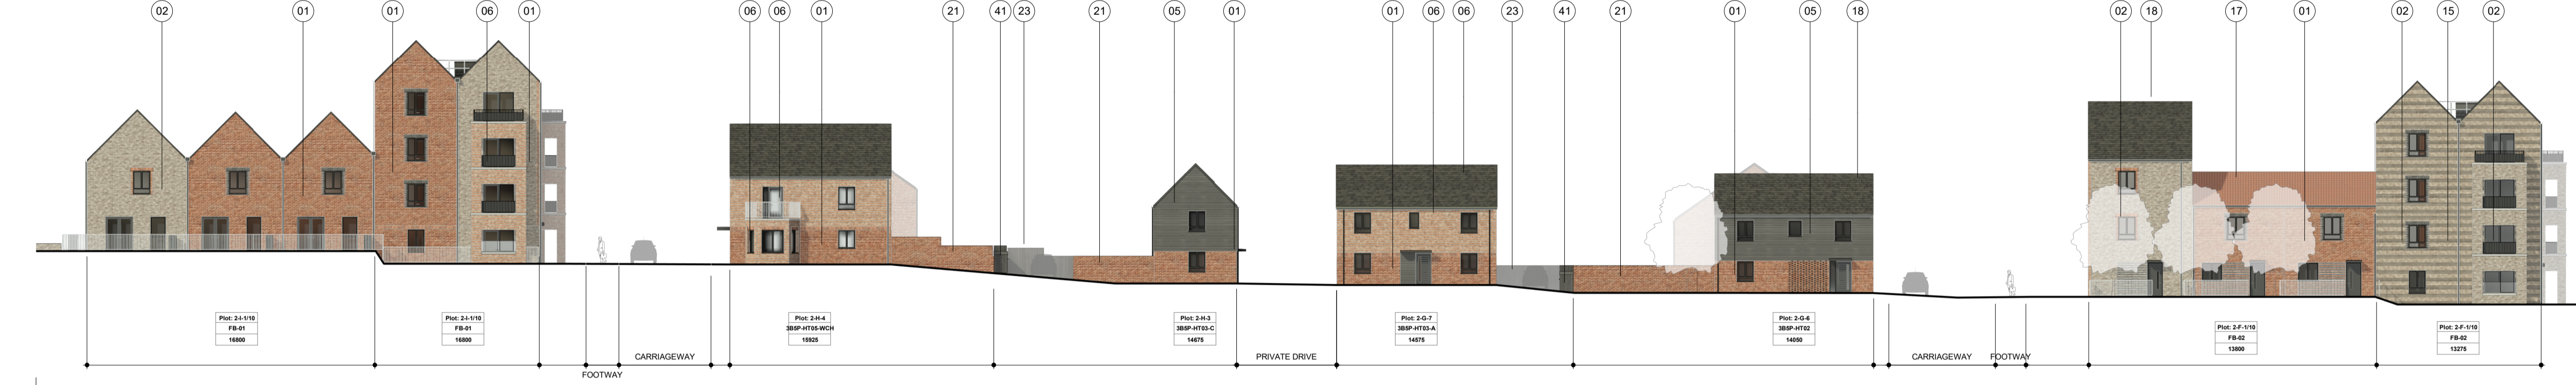 02 01 01 06 01 06 06 01 21 41 23 21 05 01 01 06 06 23 41 21 01 05 18 02 18 17 01 02 15 02
Plot: 2-I-1/10
FB-01
16800
Plot: 2-I-1/10
FB-01
16800
FOOTWAY
CARRIAGEWAY
Plot: 2-H-4
3B5P-HT05-WCH
15925
Plot: 2-H-3
3B5P-HT03-C
14675
PRIVATE DRIVE
Plot: 2-G-7
3B5P-HT03-A
14575
Plot: 2-G-6
3B5P-HT02
14050
CARRIAGEWAY
FOOTWAY
Plot: 2-F-1/10
FB-02
13800
Plot: 2-F-1/10
FB-02
13275